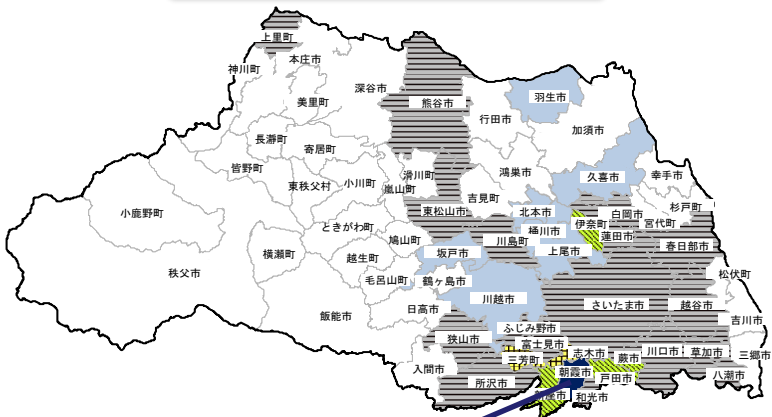 上里町
神川町
本庄市
美里町
深谷市
熊谷市
行田市
羽生市
加須市
長瀞町
寄居町
皆野町
東秩父村
小川町
嵐山町
滑川町
鴻巣市
久喜市
幸手市
小鹿野町
東松山市
吉見町
北本市
伊奈町
白岡市
杉戸町
宮代町
ときがわ町
鳩山町
川島町
桶川市
上尾市
蓮田市
春日部市
秩父市
横瀬町
越生町
坂戸市
毛呂山町
鶴ヶ島市
川越市
さいたま市
松伏町
越谷市
飯能市
日高市
吉川市
狭山市
ふじみ野市
富士見市
三芳町
志木市
蕨市
川口市
草加市
三郷市
入間市
所沢市
朝霞市
戸田市
八潮市
新座市
和光市